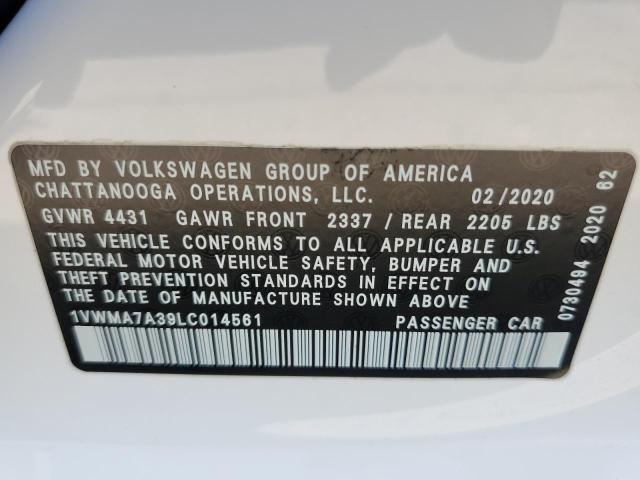 MFD BY VOLKSWAGEN GROUP OF AMERICA
CHATTANOOGA OPERATIONS, LLC. 02/2020
GVWR 4431 GAWR FRONT 2337 / REAR 2205 LBS
THIS VEHICLE CONFORMS TO ALL APPLICABLE U.S.
FEDERAL MOTOR VEHICLE SAFETY, BUMPER AND
THEFT PREVENTION STANDARDS IN EFFECT ON
THE DATE OF MANUFACTURE SHOWN ABOVE
1VWMA7A39LC014561 PASSENGER CAR
0730494 2020 62